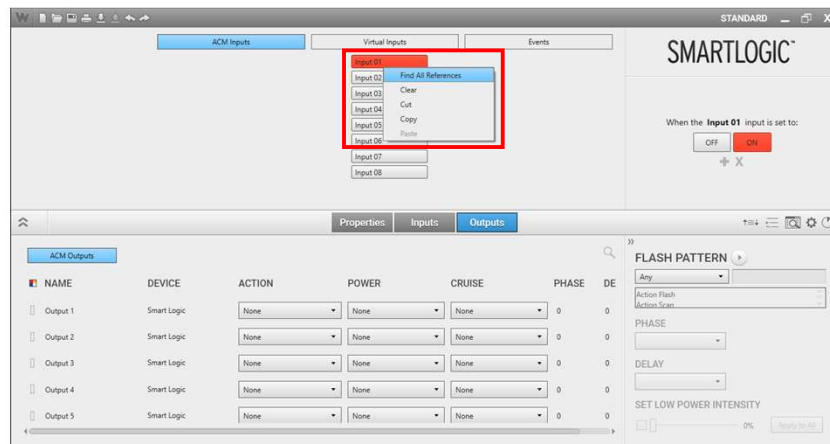 W
STANDARD
ACM Inputs
Virtual Inputs
Events
SMARTLOGIC™
Input 01
Input 02
Input 03
Input 04
Input 05
Input 06
Input 07
Input 08
Find All References
Clear
Cut
Copy
Paste
When the Input 01 input is set to:
OFF
ON
Properties
Inputs
Outputs
ACM Outputs
NAME DEVICE ACTION POWER CRUISE PHASE DE
Output 1 Smart Logic None None None 0 0
Output 2 Smart Logic None None None 0 0
Output 3 Smart Logic None None None 0 0
Output 4 Smart Logic None None None 0 0
Output 5 Smart Logic None None None 0 0
FLASH PATTERN
Any
Action Flash
Action Scan
PHASE
DELAY
SET LOW POWER INTENSITY
0% Apply to All